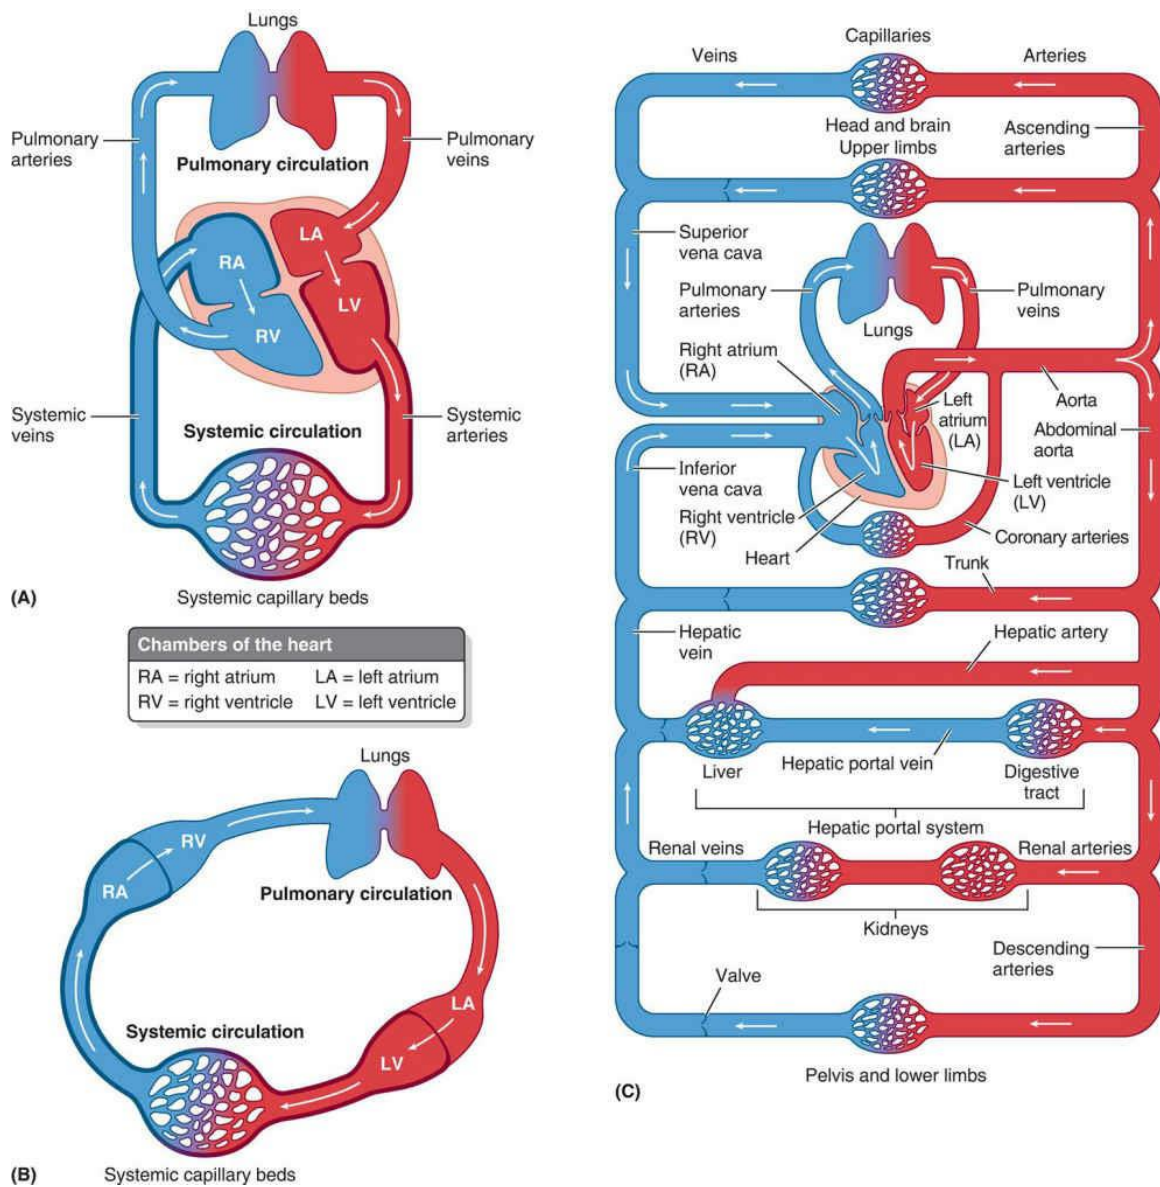 Lungs
Pulmonary
arteries
Pulmonary
veins
Pulmonary circulation
LA
RA
LV
RV
Systemic
veins
Systemic circulation
Systemic
arteries
(A)
Systemic capillary beds
Chambers of the heart
RA = right atrium
LA = left atrium
RV = right ventricle
LV = left ventricle
Lungs
RV
RA
Pulmonary circulation
LA
Systemic circulation
LV
(B)
Systemic capillary beds
Capillaries
Veins
Arteries
Head and brain
Upper limbs
Ascending
arteries
Superior
vena cava
Pulmonary
arteries
Pulmonary
veins
Lungs
Right atrium
(RA)
Aorta
Left
atrium
(LA)
Abdominal
aorta
Inferior
vena cava
Left ventricle
(LV)
Right ventricle
(RV)
Heart
Coronary arteries
Trunk
Hepatic
vein
Hepatic artery
Liver
Hepatic portal vein
Digestive
tract
Hepatic portal system
Renal veins
Renal arteries
Kidneys
Descending
arteries
Valve
Pelvis and lower limbs
(C)